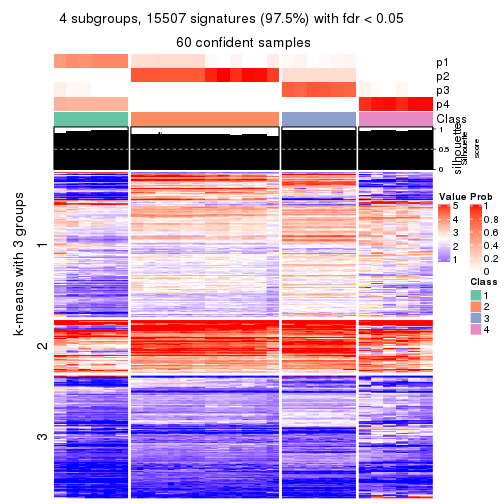 4 subgroups, 15507 signatures (97.5%) with fdr < 0.05
60 confident samples
p1
p2
p3
p4
Class
1
0.5
0
silhouette
Silhouette
score
k-means with 3 groups
1
2
3
Value
5
4
3
2
1
Prob
1
0.8
0.6
0.4
0.2
0
Class
1
2
3
4